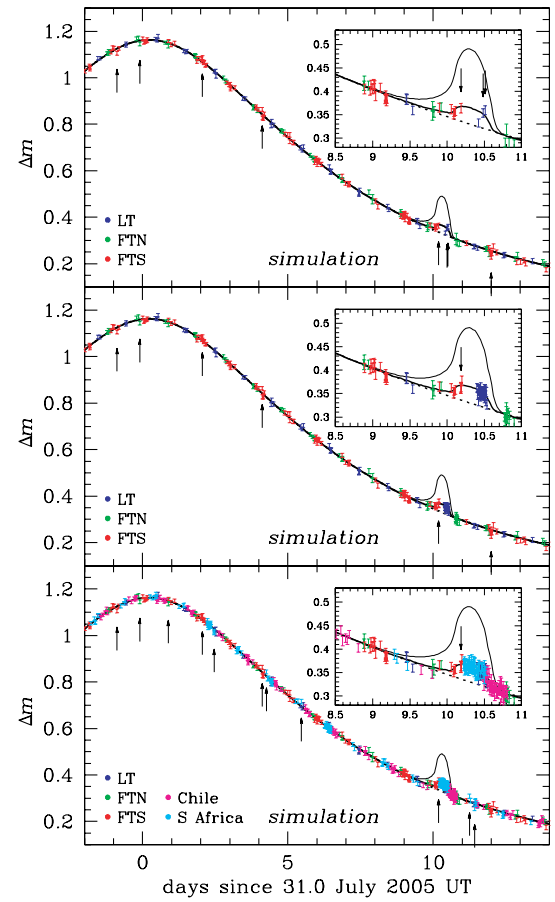 1.2
1
0.8
0.6
0.4
0.2
Δm
0.5
0.45
0.4
0.35
0.3
8.5 9 9.5 10 10.5 11
LT
FTN
FTS
simulation
1.2
1
0.8
0.6
0.4
0.2
Δm
0.5
0.45
0.4
0.35
0.3
8.5 9 9.5 10 10.5 11
LT
FTN
FTS
simulation
1.2
1
0.8
0.6
0.4
0.2
Δm
0.5
0.45
0.4
0.35
0.3
8.5 9 9.5 10 10.5 11
LT
FTN Chile
FTS S Africa
simulation
0 5 10
days since 31.0 July 2005 UT